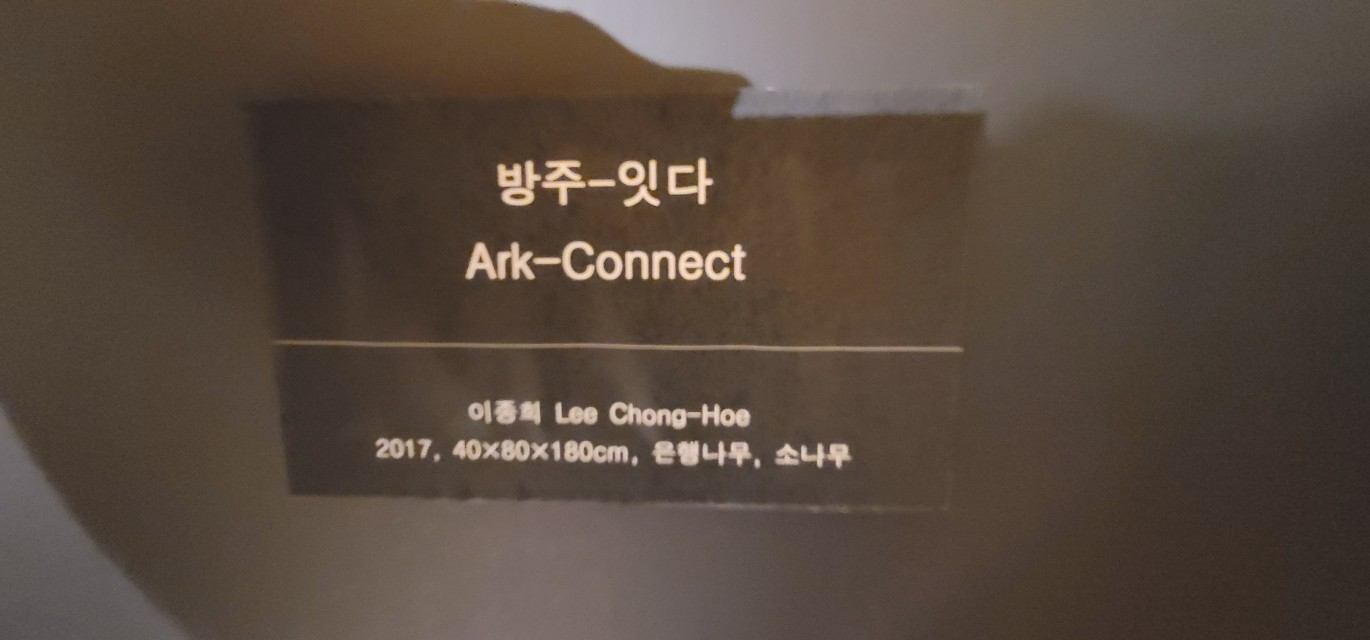 방주-잇다
Ark-Connect
이종희 Lee Chong-Hoe
2017, 40×80×180cm, 은행나무, 소나무